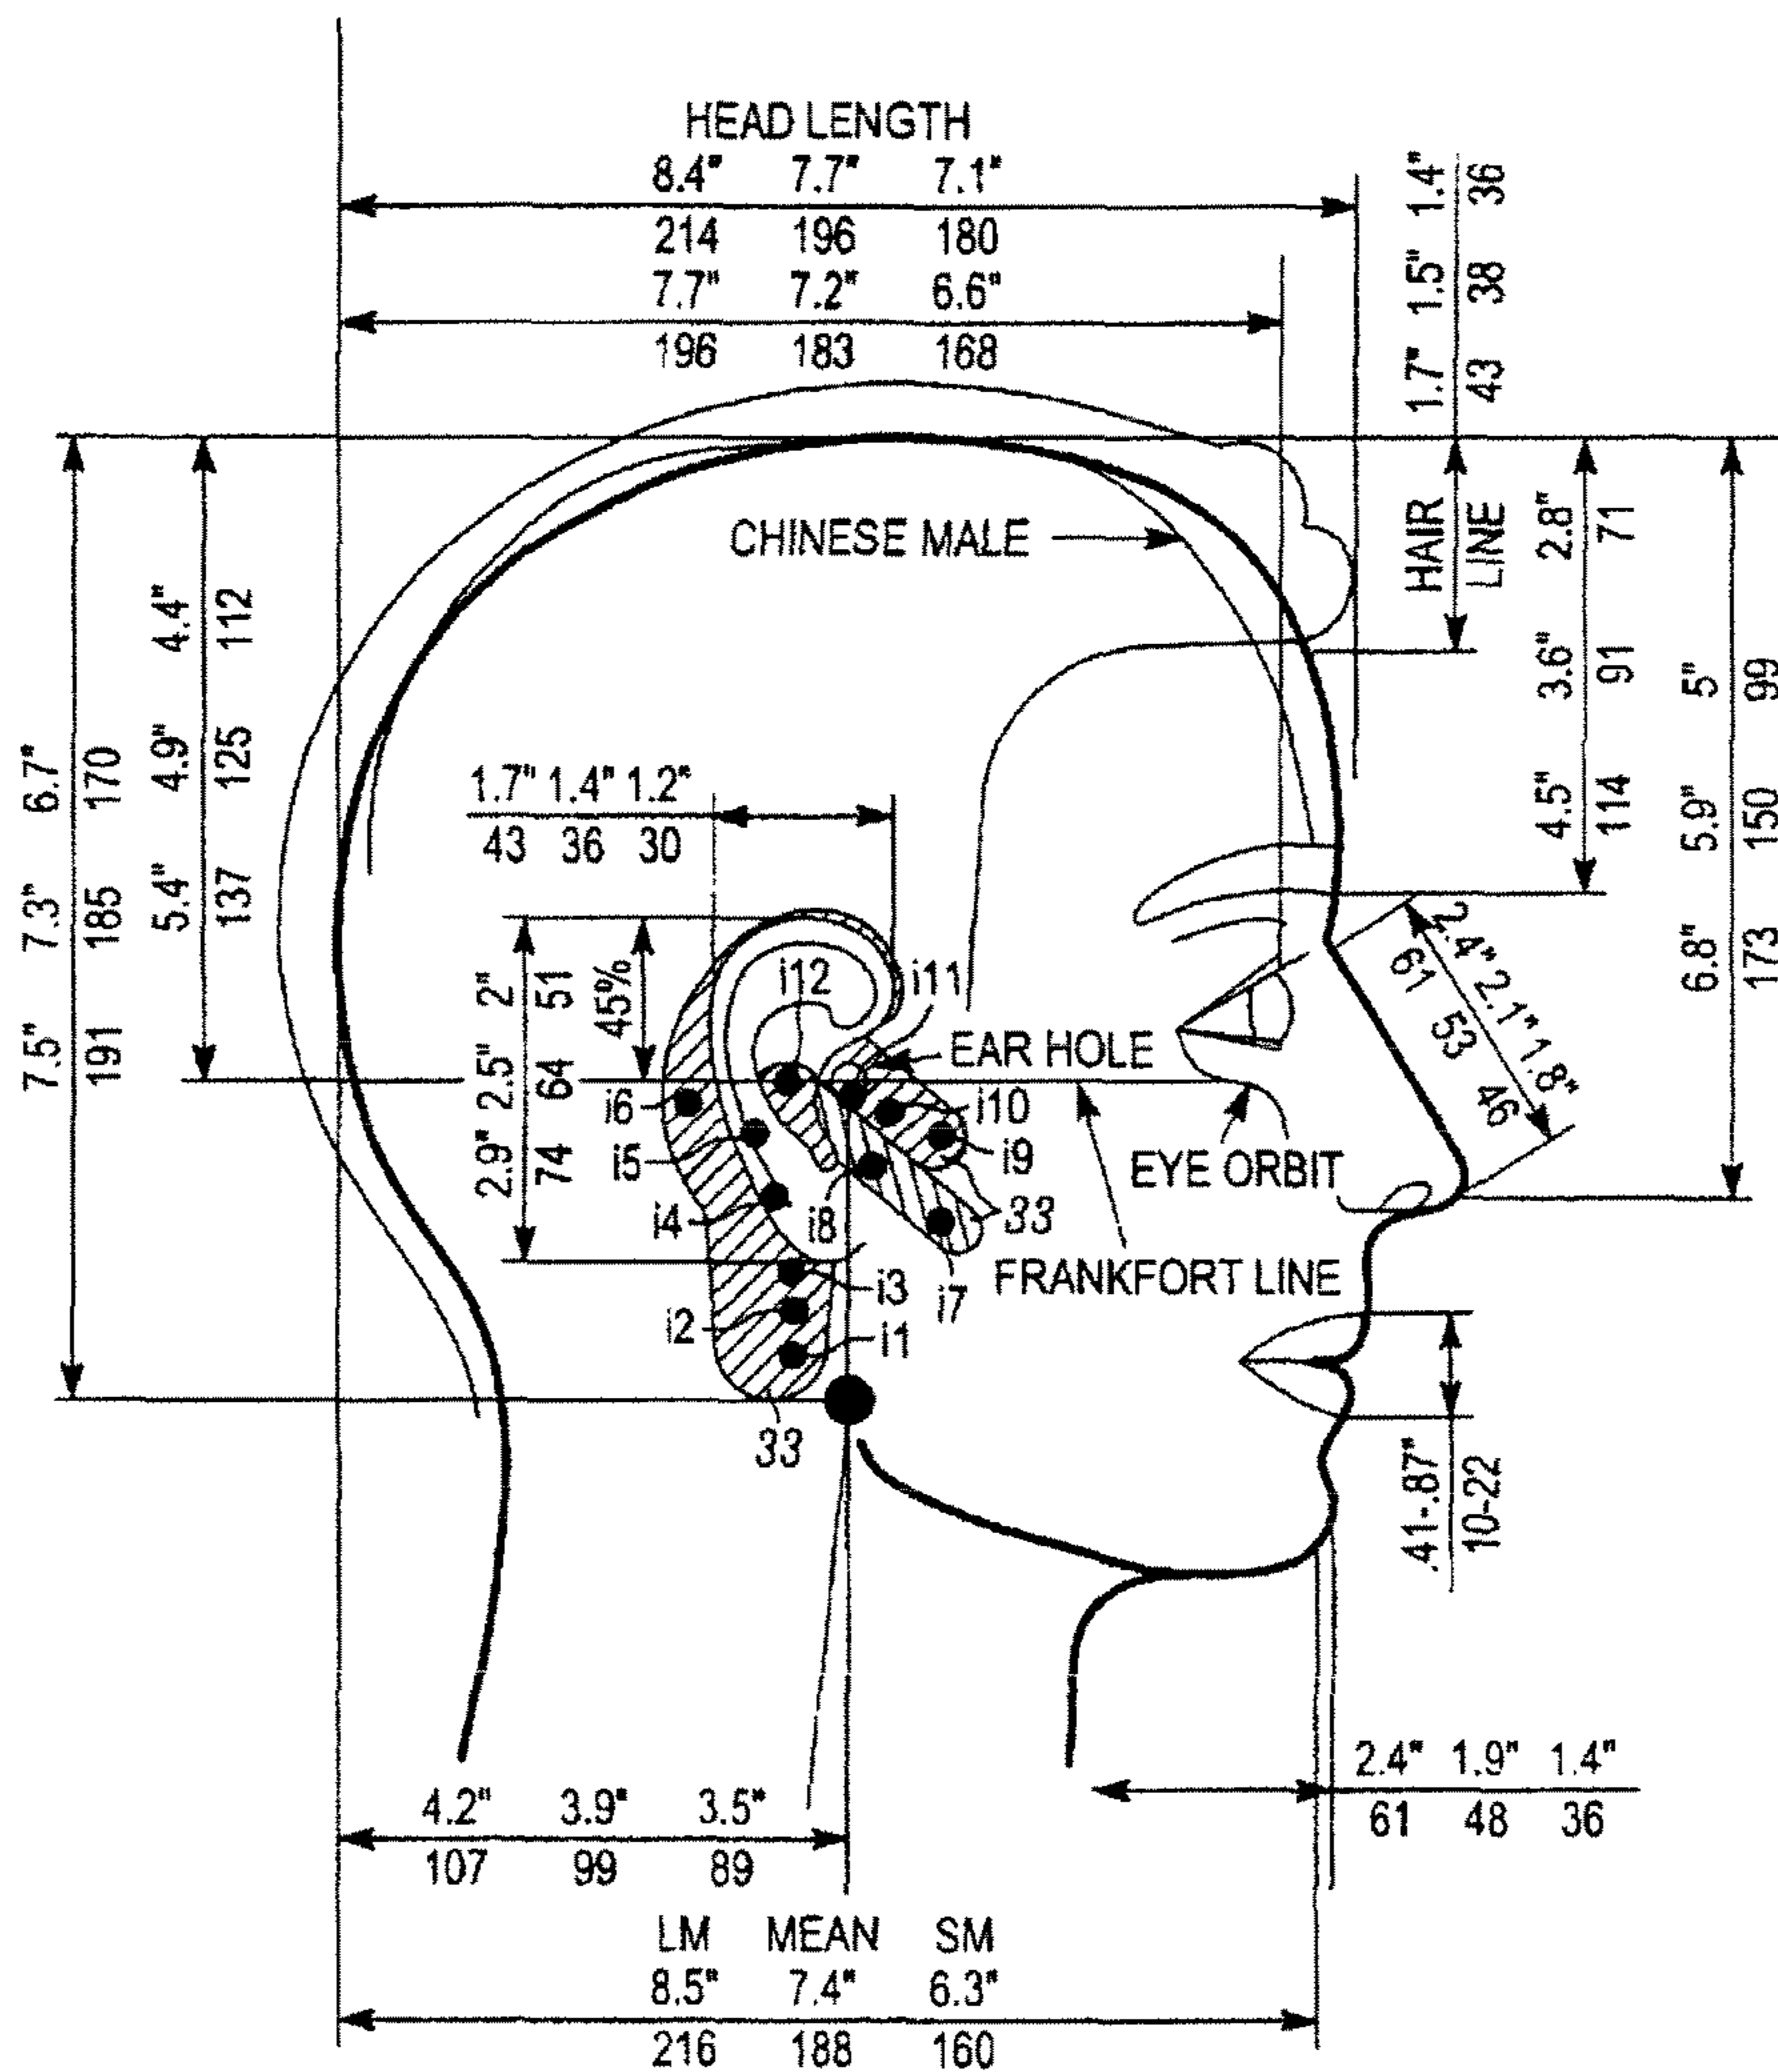 HEAD LENGTH
8.4" 7.7" 7.1"
214 196 180
7.7" 7.2" 6.6"
196 183 168
1.7" 1.5" 1.4"
43 38 36
HAIR
LINE
CHINESE MALE
4.5" 3.6" 2.8"
114 91 71
6.8" 5.9" 5"
173 150 99
7.5" 7.3" 6.7"
191 185 170
5.4" 4.9" 4.4"
137 125 112
1.7" 1.4" 1.2"
43 36 30
2.9" 2.5" 2"
74 64 51
45%
2.4" 2.1" 1.8"
61 53 46
i12
i11
EAR HOLE
i6
i10
i5
i9
EYE ORBIT
i4
i8
33
FRANKFORT LINE
i3
i7
i2
i1
33
.41-.87"
10-22
2.4" 1.9" 1.4"
61 48 36
4.2" 3.9" 3.5"
107 99 89
LM MEAN SM
8.5" 7.4" 6.3"
216 188 160